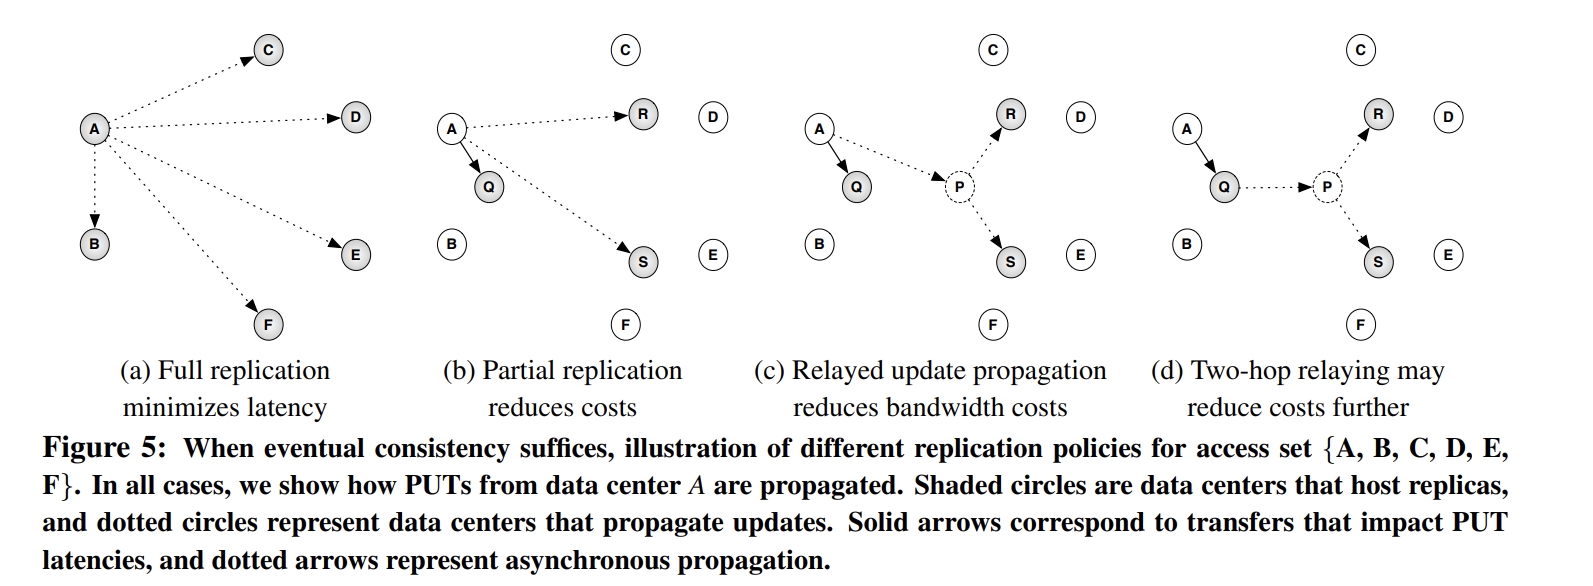 C
D
A
B
E
F
C
R
D
A
Q
B
S
E
F
C
R
D
A
Q
P
B
S
E
F
C
R
D
A
Q
P
B
S
E
F
(a) Full replication
minimizes latency
(b) Partial replication
reduces costs
(c) Relayed update propagation
reduces bandwidth costs
(d) Two-hop relaying may
reduce costs further
Figure 5: When eventual consistency suffices, illustration of different replication policies for access set {A, B, C, D, E,
F}. In all cases, we show how PUTs from data center A are propagated. Shaded circles are data centers that host replicas,
and dotted circles represent data centers that propagate updates. Solid arrows correspond to transfers that impact PUT
latencies, and dotted arrows represent asynchronous propagation.